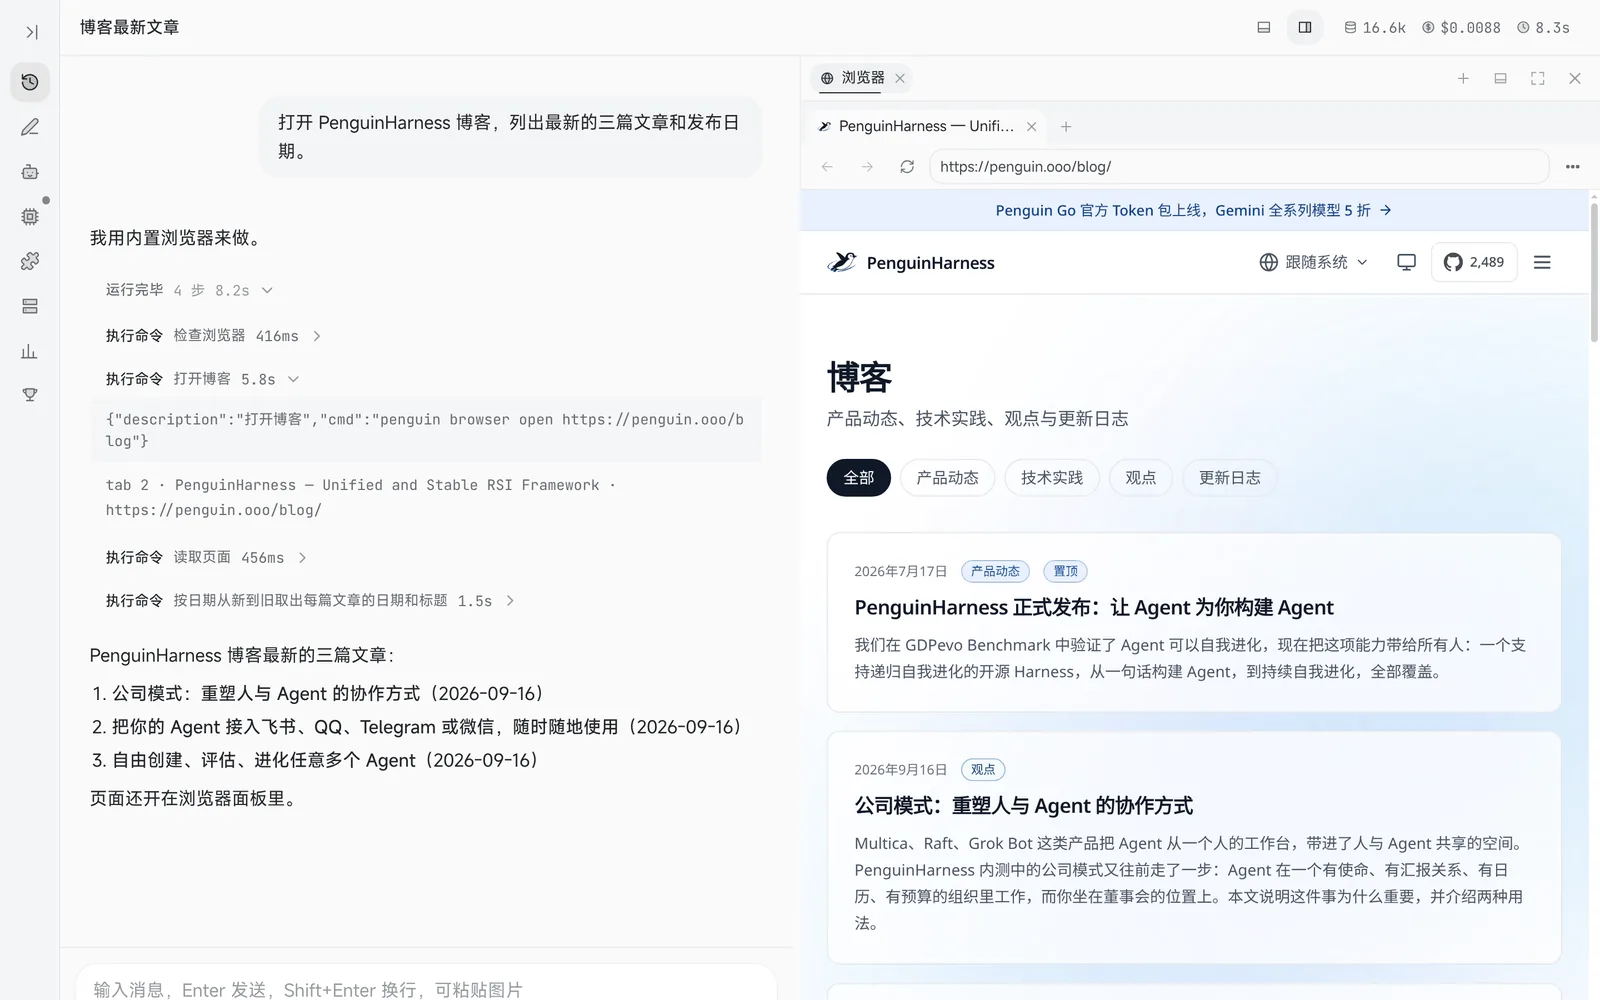 博客最新文章
16.6k $0.0088 8.3s
打开 PenguinHarness 博客，列出最新的三篇文章和发布日
期。
我用内置浏览器来做。
运行完毕 4 步 8.2s
执行命令 检查浏览器 416ms
执行命令 打开博客 5.8s
{"description":"打开博客","cmd":"penguin browser open https://penguin.ooo/b
log"}
tab 2 · PenguinHarness — Unified and Stable RSI Framework ·
https://penguin.ooo/blog/
执行命令 读取页面 456ms
执行命令 按日期从新到旧取出每篇文章的日期和标题 1.5s
PenguinHarness 博客最新的三篇文章：
1. 公司模式：重塑人与 Agent 的协作方式（2026-09-16）
2. 把你的 Agent 接入飞书、QQ、Telegram 或微信，随时随地使用（2026-09-16）
3. 自由创建、评估、进化任意多个 Agent（2026-09-16）
页面还开在浏览器面板里。
输入消息，Enter 发送，Shift+Enter 换行，可粘贴图片
浏览器
PenguinHarness — Unifi...
https://penguin.ooo/blog/
Penguin Go 官方 Token 包上线，Gemini 全系列模型 5 折 →
PenguinHarness
跟随系统
2,489
博客
产品动态、技术实践、观点与更新日志
全部 产品动态 技术实践 观点 更新日志
2026年7月17日 产品动态 置顶
PenguinHarness 正式发布：让 Agent 为你构建 Agent
我们在 GDPevo Benchmark 中验证了 Agent 可以自我进化，现在把这项能力带给所有人：一个支
持递归自我进化的开源 Harness，从一句话构建 Agent，到持续自我进化，全部覆盖。
2026年9月16日 观点
公司模式：重塑人与 Agent 的协作方式
Multica、Raft、Grok Bot 这类产品把 Agent 从一个人的工作台，带进了人与 Agent 共享的空间。
PenguinHarness 内测中的公司模式又往前走了一步：Agent 在一个有使命、有汇报关系、有日
历、有预算的组织里工作，而你坐在董事会的位置上。本文说明这件事为什么重要，并介绍两种用
法。